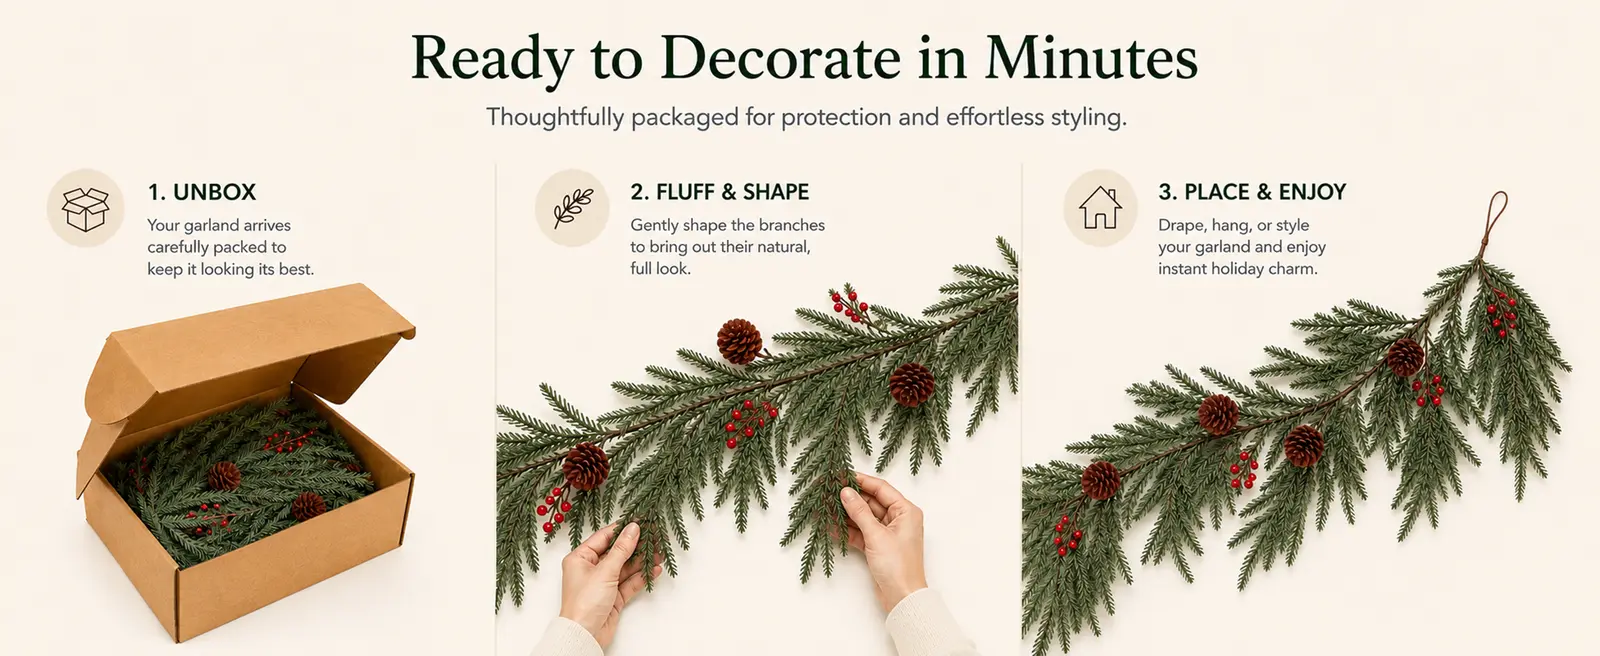 Ready to Decorate in Minutes
Thoughtfully packaged for protection and effortless styling.
1. UNBOX
Your garland arrives
carefully packed to
keep it looking its best.
2. FLUFF & SHAPE
Gently shape the branches
to bring out their natural,
full look.
3. PLACE & ENJOY
Drape, hang, or style
your garland and enjoy
instant holiday charm.